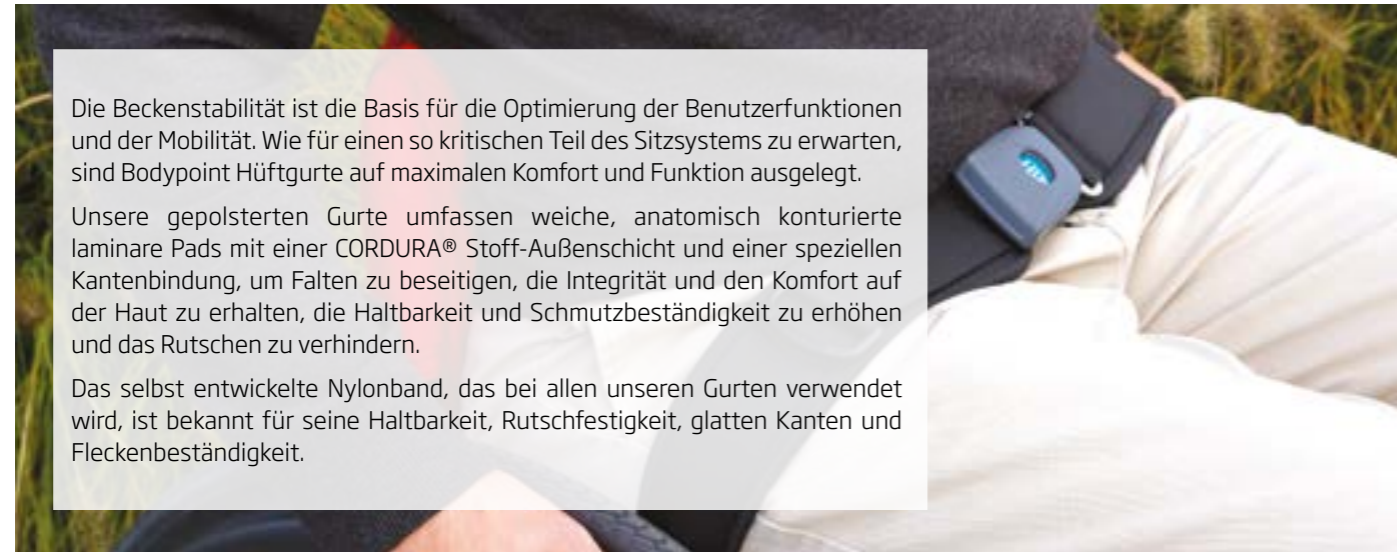 Die Beckenstabilität ist die Basis für die Optimierung der Benutzerfunktionen
und der Mobilität. Wie für einen so kritischen Teil des Sitzsystems zu erwarten,
sind Bodypoint Hüftgurte auf maximalen Komfort und Funktion ausgelegt.
Unsere gepolsterten Gurte umfassen weiche, anatomisch konturierte
laminare Pads mit einer CORDURA® Stoff-Außenschicht und einer speziellen
Kantenbindung, um Falten zu beseitigen, die Integrität und den Komfort auf
der Haut zu erhalten, die Haltbarkeit und Schmutzbeständigkeit zu erhöhen
und das Rutschen zu verhindern.
Das selbst entwickelte Nylonband, das bei allen unseren Gurten verwendet
wird, ist bekannt für seine Haltbarkeit, Rutschfestigkeit, glatten Kanten und
Fleckenbeständigkeit.